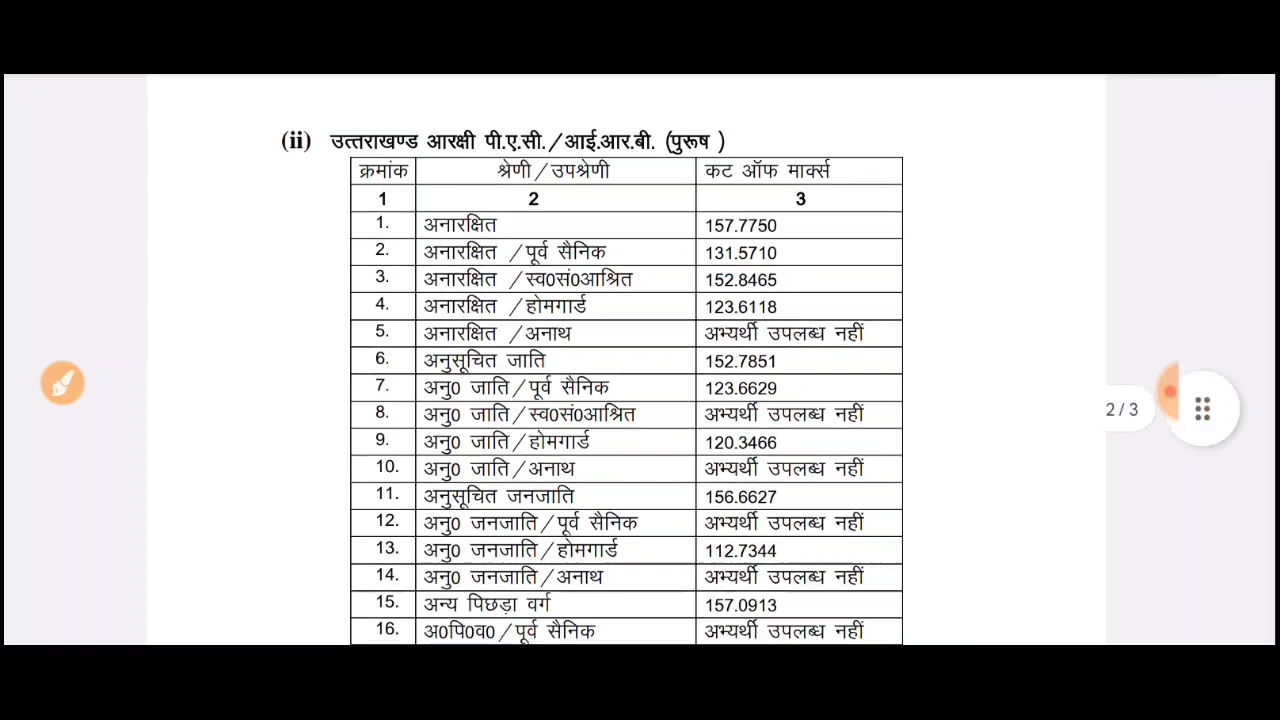 (ii) उत्तराखण्ड आरक्षी पी.ए.सी./आई.आर.बी. (पुरूष )
क्रमांक श्रेणी/उपश्रेणी कट ऑफ मार्क्स
1 2 3
1. अनारक्षित 157.7750
2. अनारक्षित /पूर्व सैनिक 131.5710
3. अनारक्षित /स्व0सं0आश्रित 152.8465
4. अनारक्षित /होमगार्ड 123.6118
5. अनारक्षित /अनाथ अभ्यर्थी उपलब्ध नहीं
6. अनुसूचित जाति 152.7851
7. अनु0 जाति/पूर्व सैनिक 123.6629
8. अनु0 जाति/स्व0सं0आश्रित अभ्यर्थी उपलब्ध नहीं
9. अनु0 जाति/होमगार्ड 120.3466
10. अनु0 जाति/अनाथ अभ्यर्थी उपलब्ध नहीं
11. अनुसूचित जनजाति 156.6627
12. अनु0 जनजाति/पूर्व सैनिक अभ्यर्थी उपलब्ध नहीं
13. अनु0 जनजाति/होमगार्ड 112.7344
14. अनु0 जनजाति/अनाथ अभ्यर्थी उपलब्ध नहीं
15. अन्य पिछड़ा वर्ग 157.0913
16. अ0पि0व0/पूर्व सैनिक अभ्यर्थी उपलब्ध नहीं
2/3